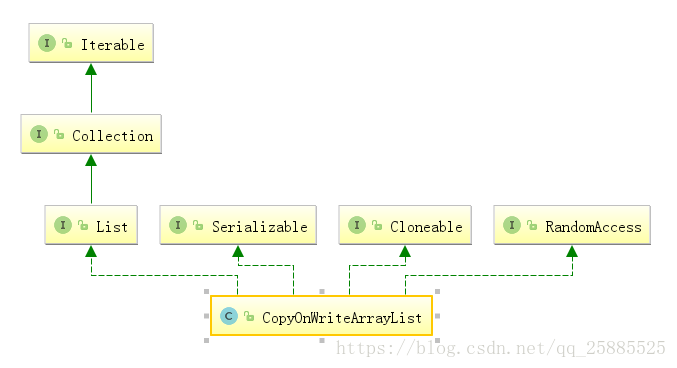 I Iterable
I Collection
I List
I Serializable
I Cloneable
I RandomAccess
C CopyOnWriteArrayList
https://blog.csdn.net/qq_25885525